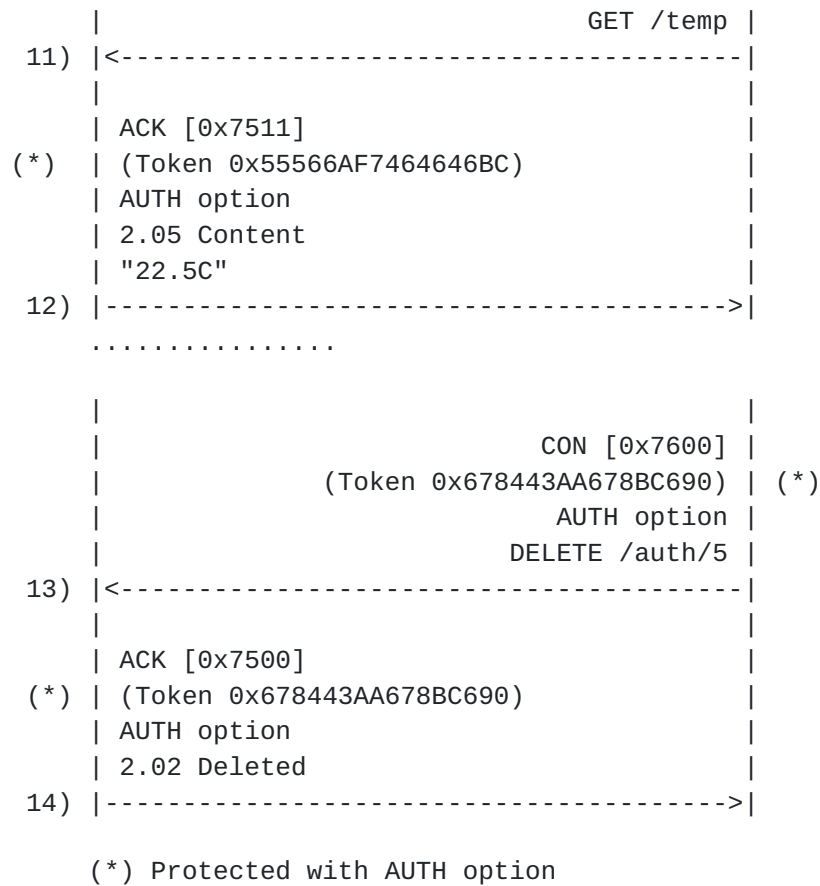 |                                GET /temp |
11) |<-----------------------------------------|
|                                          |
| ACK [0x7511]                             |
(*)  | (Token 0x55566AF7464646BC)               |
| AUTH option                              |
| 2.05 Content                             |
| "22.5C"                                  |
12) |---------------------------------------->|
................
|                                          |
|                             CON [0x7600] |
|               (Token 0x678443AA678BC690) | (*)
|                              AUTH option |
|                           DELETE /auth/5 |
13) |<-----------------------------------------|
|                                          |
| ACK [0x7500]                             |
(*) | (Token 0x678443AA678BC690)               |
| AUTH option                              |
| 2.02 Deleted                             |
14) |---------------------------------------->|
(*) Protected with AUTH option